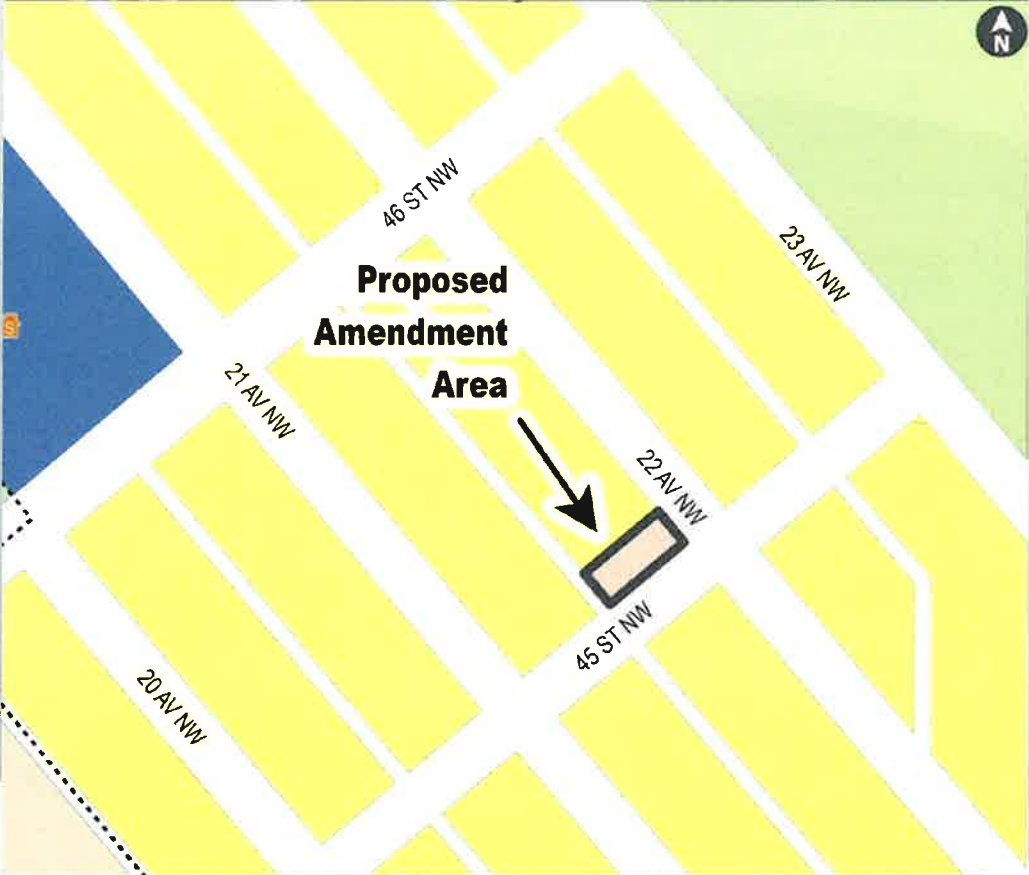 N
46 ST NW
23 AV NW
Proposed
Amendment
Area
21 AV NW
22 AV NW
45 ST NW
20 AV NW
S